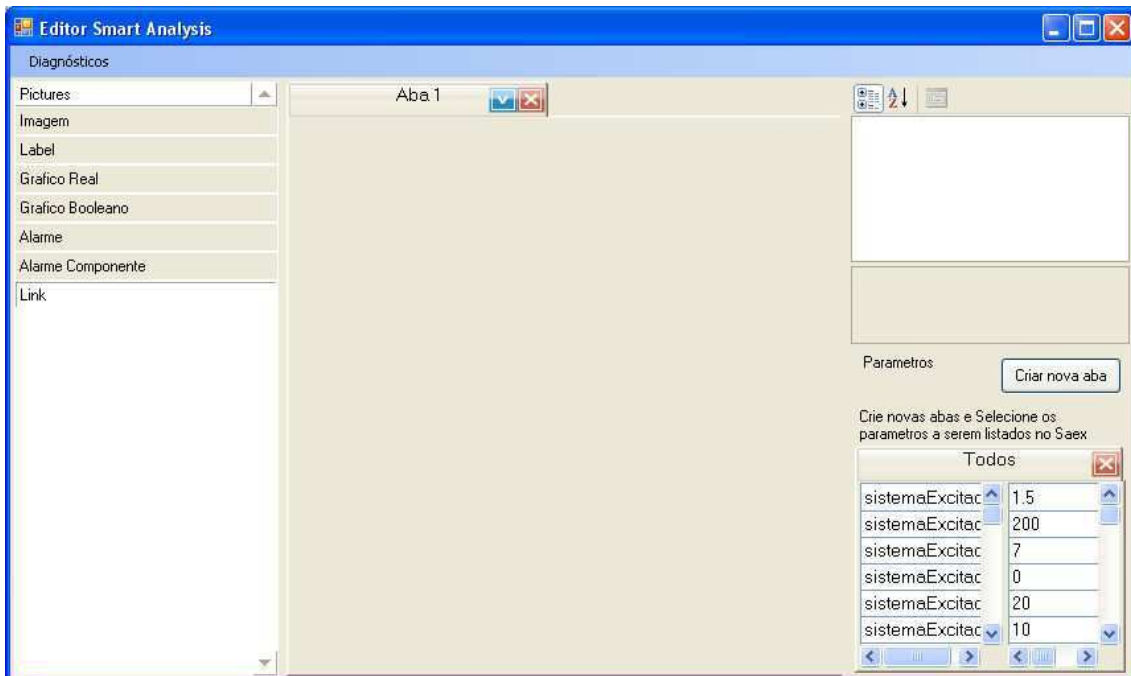 Editor Smart Analysis
Diagnósticos
Pictures
Imagem
Label
Grafico Real
Grafico Booleano
Alarme
Alarme Componente
Link
Aba 1
Parametros
Criar nova aba
Crie novas abas e Selecione os
parametros a serem listados no Saex
Todos
sistemaExcitac 1.5
sistemaExcitac 200
sistemaExcitac 7
sistemaExcitac 0
sistemaExcitac 20
sistemaExcitac 10